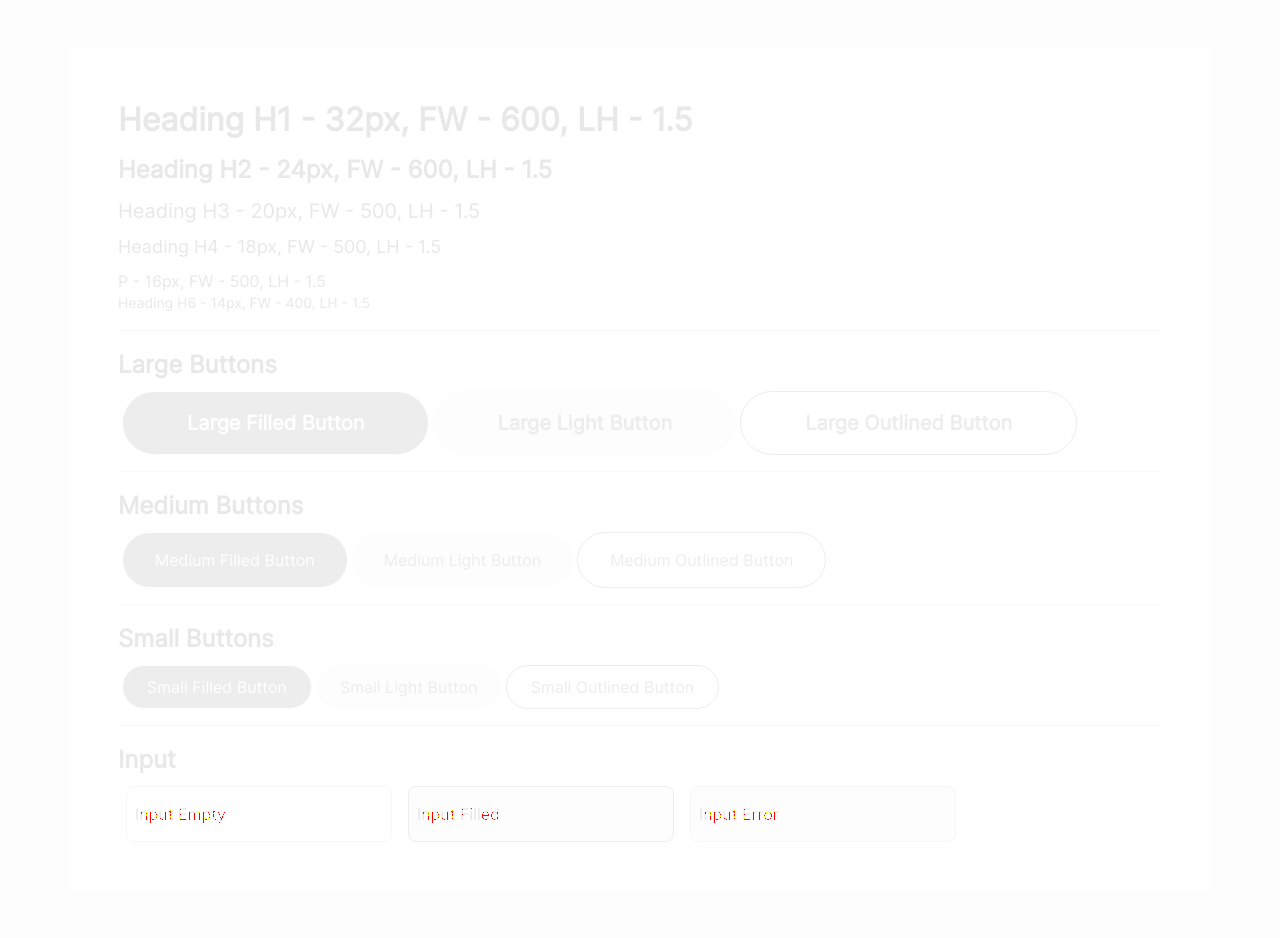 Heading H1 - 32px, FW - 600, LH - 1.5
Heading H2 - 24px, FW - 600, LH - 1.5
Heading H3 - 20px, FW - 500, LH - 1.5
Heading H4 - 18px, FW - 500, LH - 1.5
P - 16px, FW - 500, LH - 1.5
Heading H6 - 14px, FW - 400, LH - 1.5
Large Buttons
Large Filled Button Large Light Button Large Outlined Button
Medium Buttons
Medium Filled Button Medium Light Button Medium Outlined Button
Small Buttons
Small Filled Button Small Light Button Small Outlined Button
Input
Input Empty Input Filled Input Error